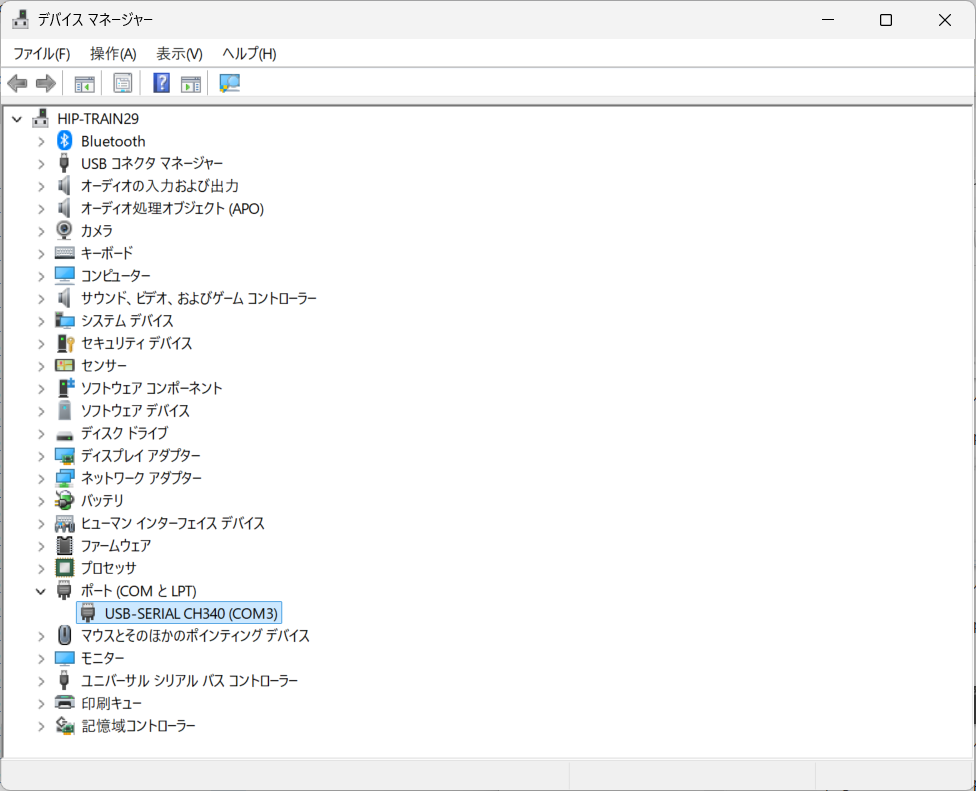 デバイス マネージャー
ファイル(F) 操作(A) 表示(V) ヘルプ(H)
HIP-TRAIN29
Bluetooth
USB コネクタ マネージャー
オーディオの入力および出力
オーディオ処理オブジェクト (APO)
カメラ
キーボード
コンピューター
サウンド、ビデオ、およびゲーム コントローラー
システム デバイス
セキュリティ デバイス
センサー
ソフトウェア コンポーネント
ソフトウェア デバイス
ディスク ドライブ
ディスプレイ アダプター
ネットワーク アダプター
バッテリ
ヒューマン インターフェイス デバイス
ファームウェア
プロセッサ
ポート (COM と LPT)
USB-SERIAL CH340 (COM3)
マウスとそのほかのポインティング デバイス
モニター
ユニバーサル シリアル バス コントローラー
印刷キュー
記憶域コントローラー